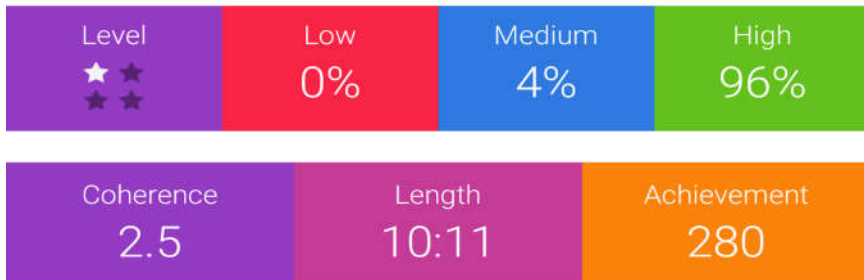 Level Low Medium High
0% 4% 96%
Coherence Length Achievement
2.5 10:11 280